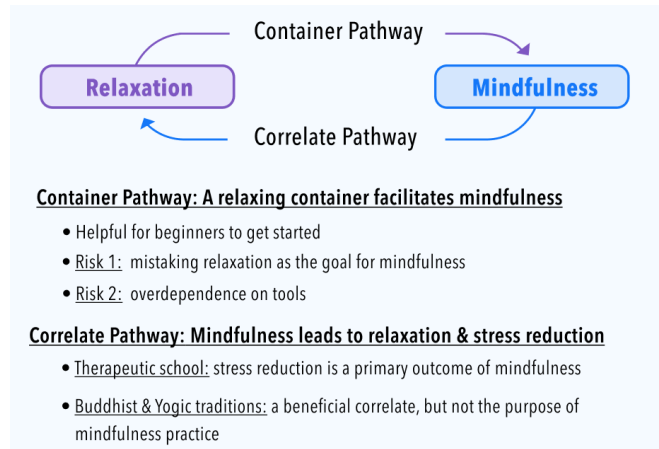 Container Pathway
Relaxation
Mindfulness
Correlate Pathway
Container Pathway: A relaxing container facilitates mindfulness
• Helpful for beginners to get started
• Risk 1: mistaking relaxation as the goal for mindfulness
• Risk 2: overdependence on tools
Correlate Pathway: Mindfulness leads to relaxation & stress reduction
• Therapeutic school: stress reduction is a primary outcome of mindfulness
• Buddhist & Yogic traditions: a beneficial correlate, but not the purpose of
mindfulness practice